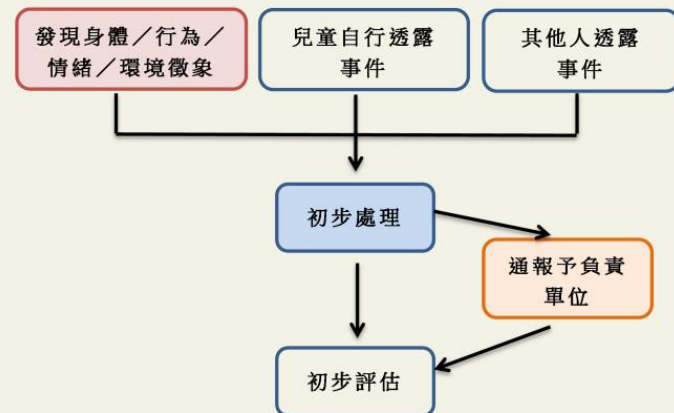 發現身體／行為／
情緒／環境徵象
兒童自行透露
事件
其他人透露
事件
初步處理
通報予負責
單位
初步評估